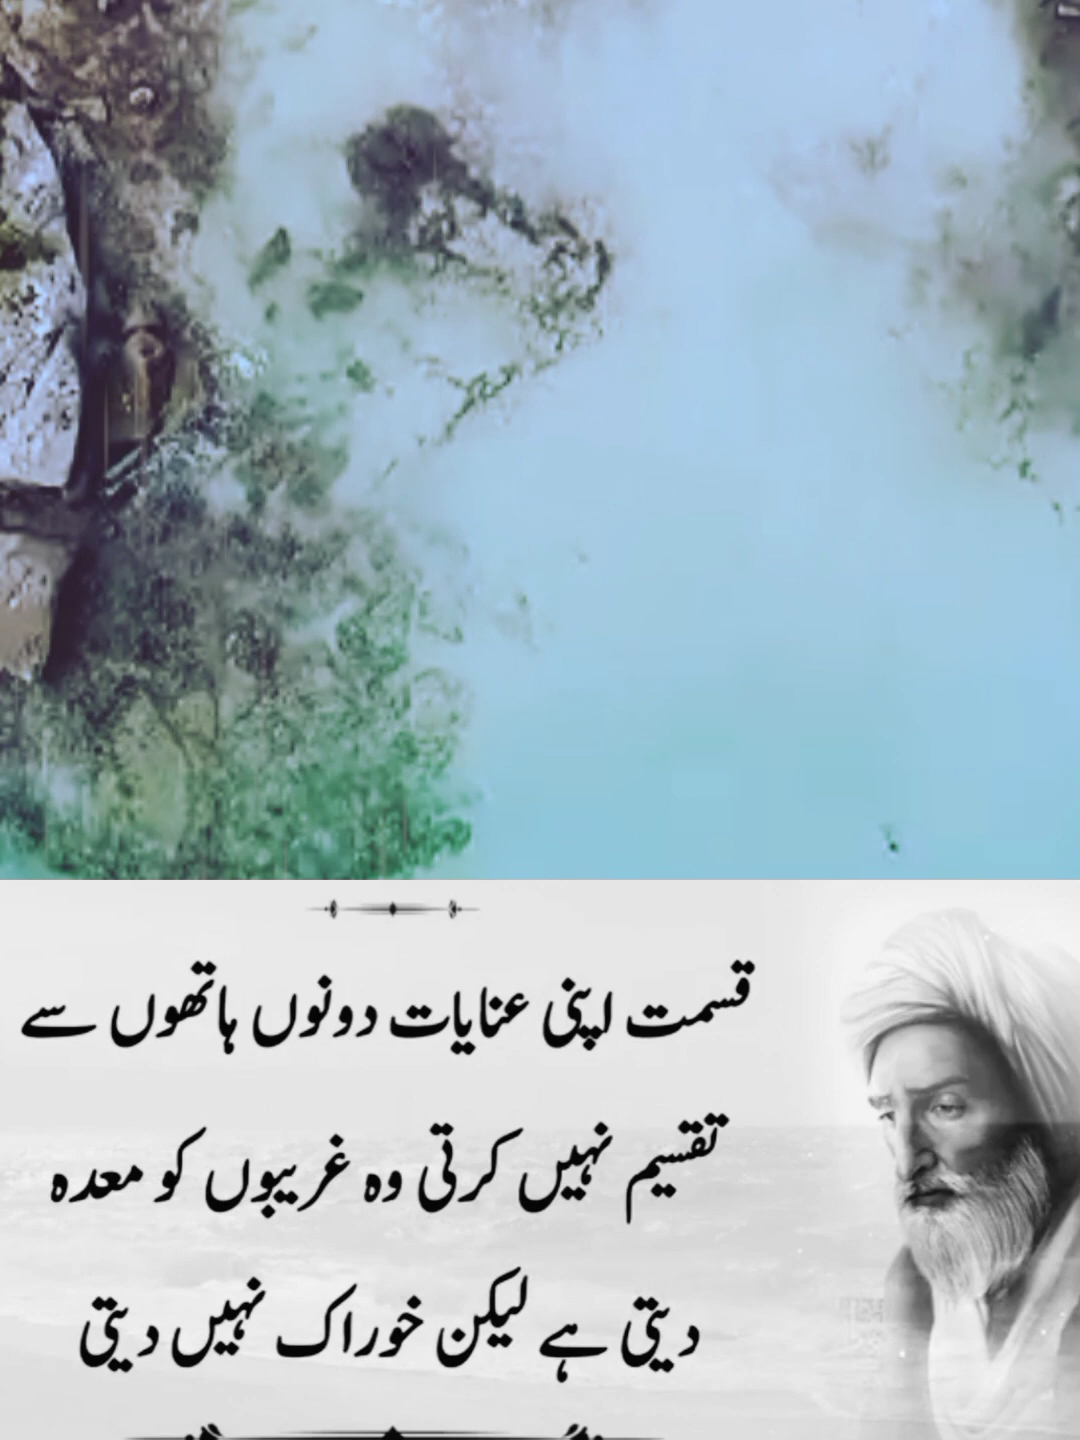 قسمت اپنی عنایات دونوں ہاتھوں سے
تقسیم نہیں کرتی وہ غریبوں کو معدہ
دیتی ہے لیکن خوراک نہیں دیتی